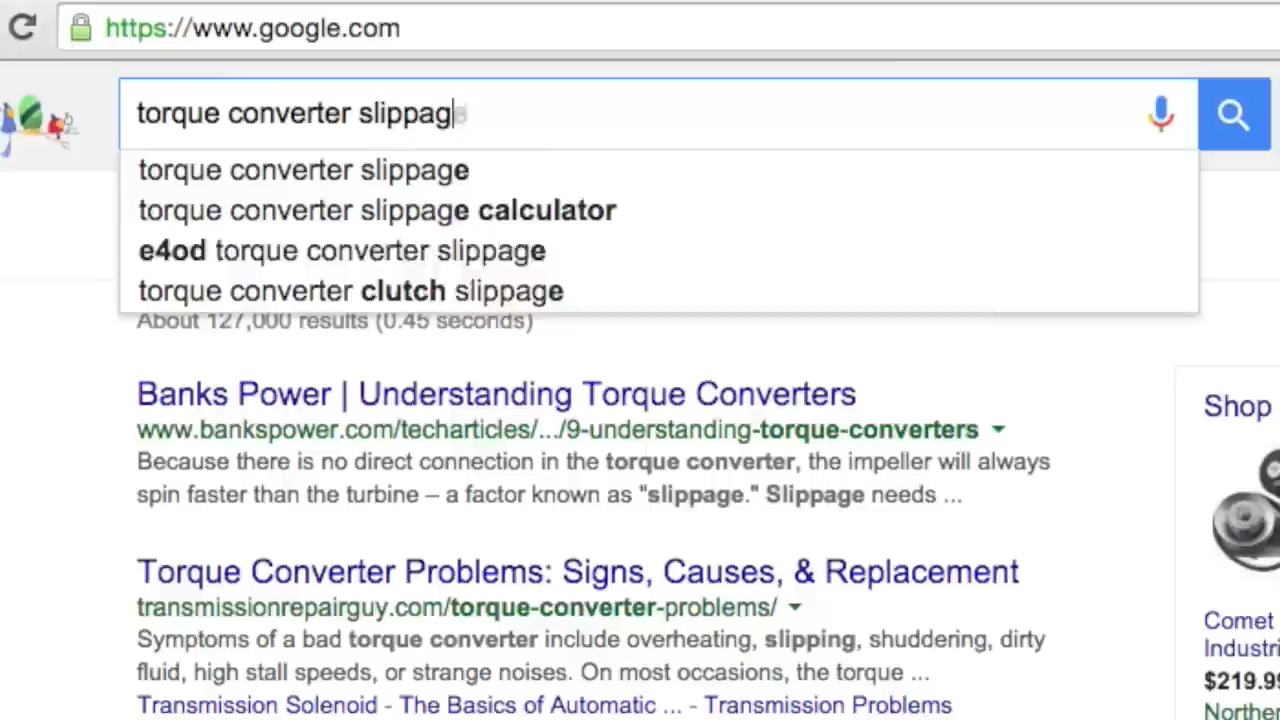 https://www.google.com
torque converter slippag
torque converter slippage
torque converter slippage calculator
e4od torque converter slippage
torque converter clutch slippage
About 127,000 results (0.45 seconds)
Banks Power | Understanding Torque Converters
www.bankspower.com/techarticles/.../9-understanding-torque-converters
Because there is no direct connection in the torque converter, the impeller will always
spin faster than the turbine – a factor known as "slippage." Slippage needs ...
Torque Converter Problems: Signs, Causes, & Replacement
transmissionrepairguy.com/torque-converter-problems/
Symptoms of a bad torque converter include overheating, slipping, shuddering, dirty
fluid, high stall speeds, or strange noises. On most occasions, the torque ...
Transmission Solenoid - The Basics of Automatic ... - Transmission Problems
Shop
Comet
Industri
$219.99
Norther